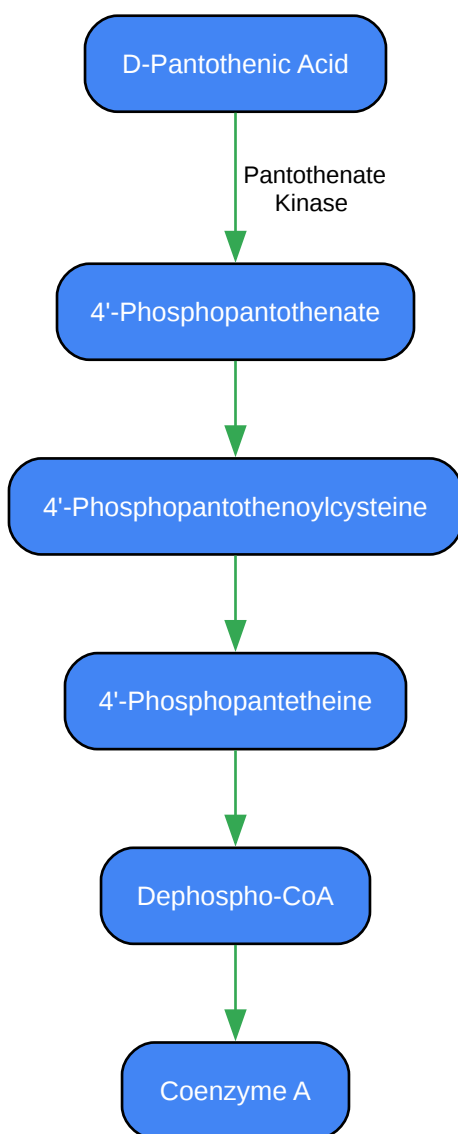 D-Pantothenic Acid
Pantothenate
Kinase
4'-Phosphopantothenate
4'-Phosphopantothenoylcysteine
4'-Phosphopantetheine
Dephospho-CoA
Coenzyme A